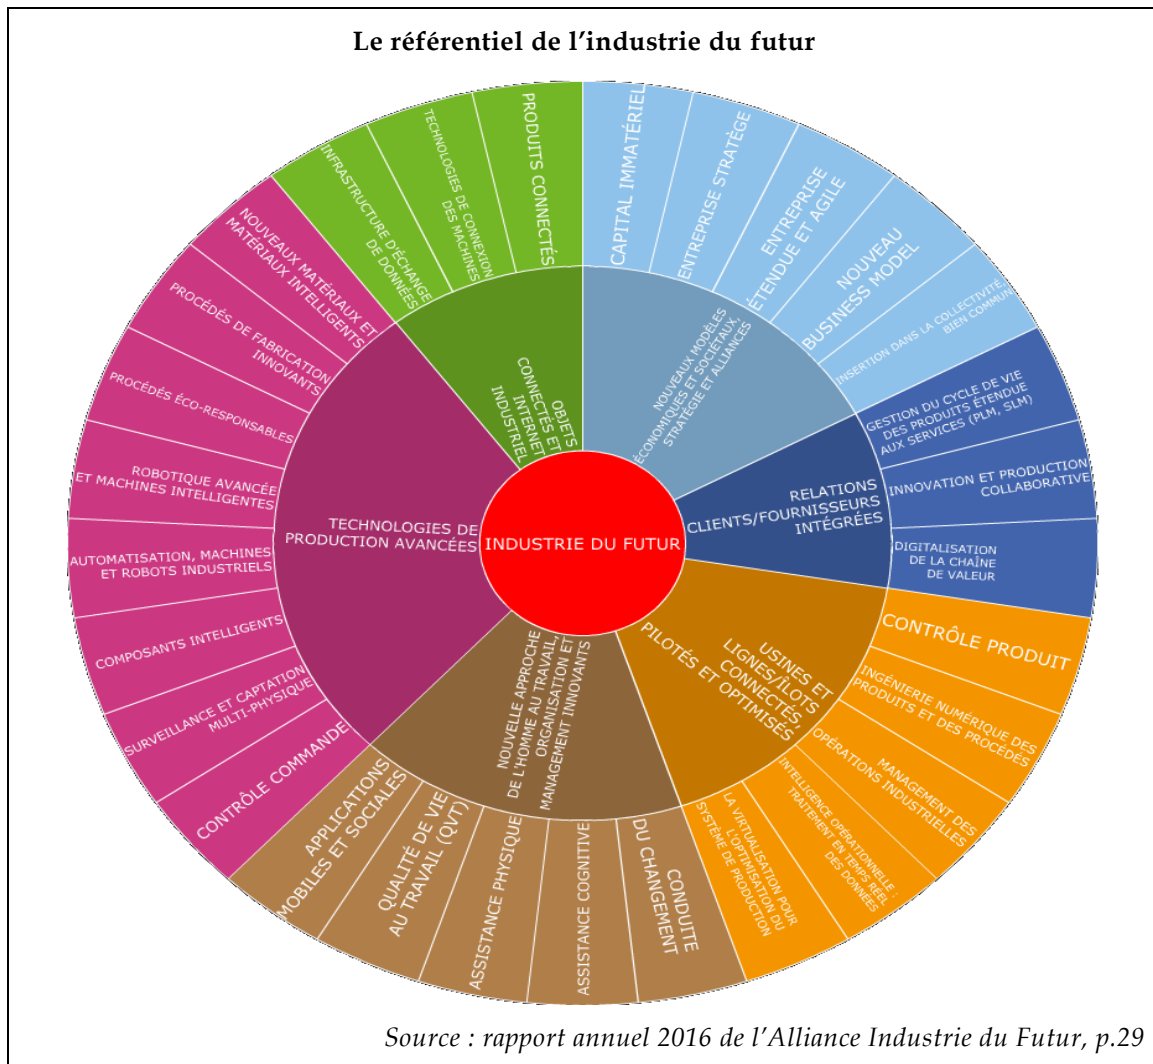 Le référentiel de l'industrie du futur
CAPITAL IMMATÉRIEL
ENTREPRISE STRATÈGE
ENTREPRISE
ÉTENDUE ET AGILE
NOUVEAU
BUSINESS MODEL
INSERTION DANS LA COLLECTIVITÉ,
BIEN COMMUN
NOUVEAUX MODÈLES
ÉCONOMIQUES ET SOCIÉTAUX,
STRATÉGIE ET ALLIANCES
GESTION DU CYCLE DE VIE
DES PRODUITS ÉTENDUE
AUX SERVICES (PLM, SLM)
INNOVATION ET PRODUCTION
COLLABORATIVE
DIGITALISATION
DE LA CHAÎNE
DE VALEUR
RELATIONS
CLIENTS/FOURNISSEURS
INTÉGRÉES
CONTRÔLE PRODUIT
INGÉNIERIE NUMÉRIQUE DES
PRODUITS ET DES PROCÉDÉS
MANAGEMENT DES
OPÉRATIONS INDUSTRIELLES
INTELLIGENCE OPÉRATIONNELLE :
TRAITEMENT EN TEMPS RÉEL
DES DONNÉES
LA VIRTUALISATION POUR
L'OPTIMISATION DU
SYSTÈME DE PRODUCTION
USINES ET
LIGNES/ÎLOTS
CONNECTÉS,
PILOTÉS ET OPTIMISÉS
CONDUITE
DU CHANGEMENT
ASSISTANCE COGNITIVE
ASSISTANCE PHYSIQUE
QUALITÉ DE VIE
AU TRAVAIL (QVT)
APPLICATIONS
MOBILES ET SOCIALES
NOUVELLE APPROCHE
DE L'HOMME AU TRAVAIL,
ORGANISATION ET
MANAGEMENT INNOVANTS
CONTRÔLE COMMANDE
SURVEILLANCE ET CAPTATION
MULTI-PHYSIQUE
COMPOSANTS INTELLIGENTS
AUTOMATISATION, MACHINES
ET ROBOTS INDUSTRIELS
ROBOTIQUE AVANCÉE
ET MACHINES INTELLIGENTES
PROCÉDÉS ÉCO-RESPONSABLES
PROCÉDÉS DE FABRICATION
INNOVANTS
NOUVEAUX MATÉRIAUX ET
MATÉRIAUX INTELLIGENTS
TECHNOLOGIES DE
PRODUCTION AVANCÉES
INFRASTRUCTURE D'ÉCHANGE
DE DONNÉES
TECHNOLOGIES DE CONNEXION
DES MACHINES
PRODUITS CONNECTÉS
OBJETS
CONNECTÉS ET
INTERNET
INDUSTRIEL
INDUSTRIE DU FUTUR
Source : rapport annuel 2016 de l'Alliance Industrie du Futur, p.29